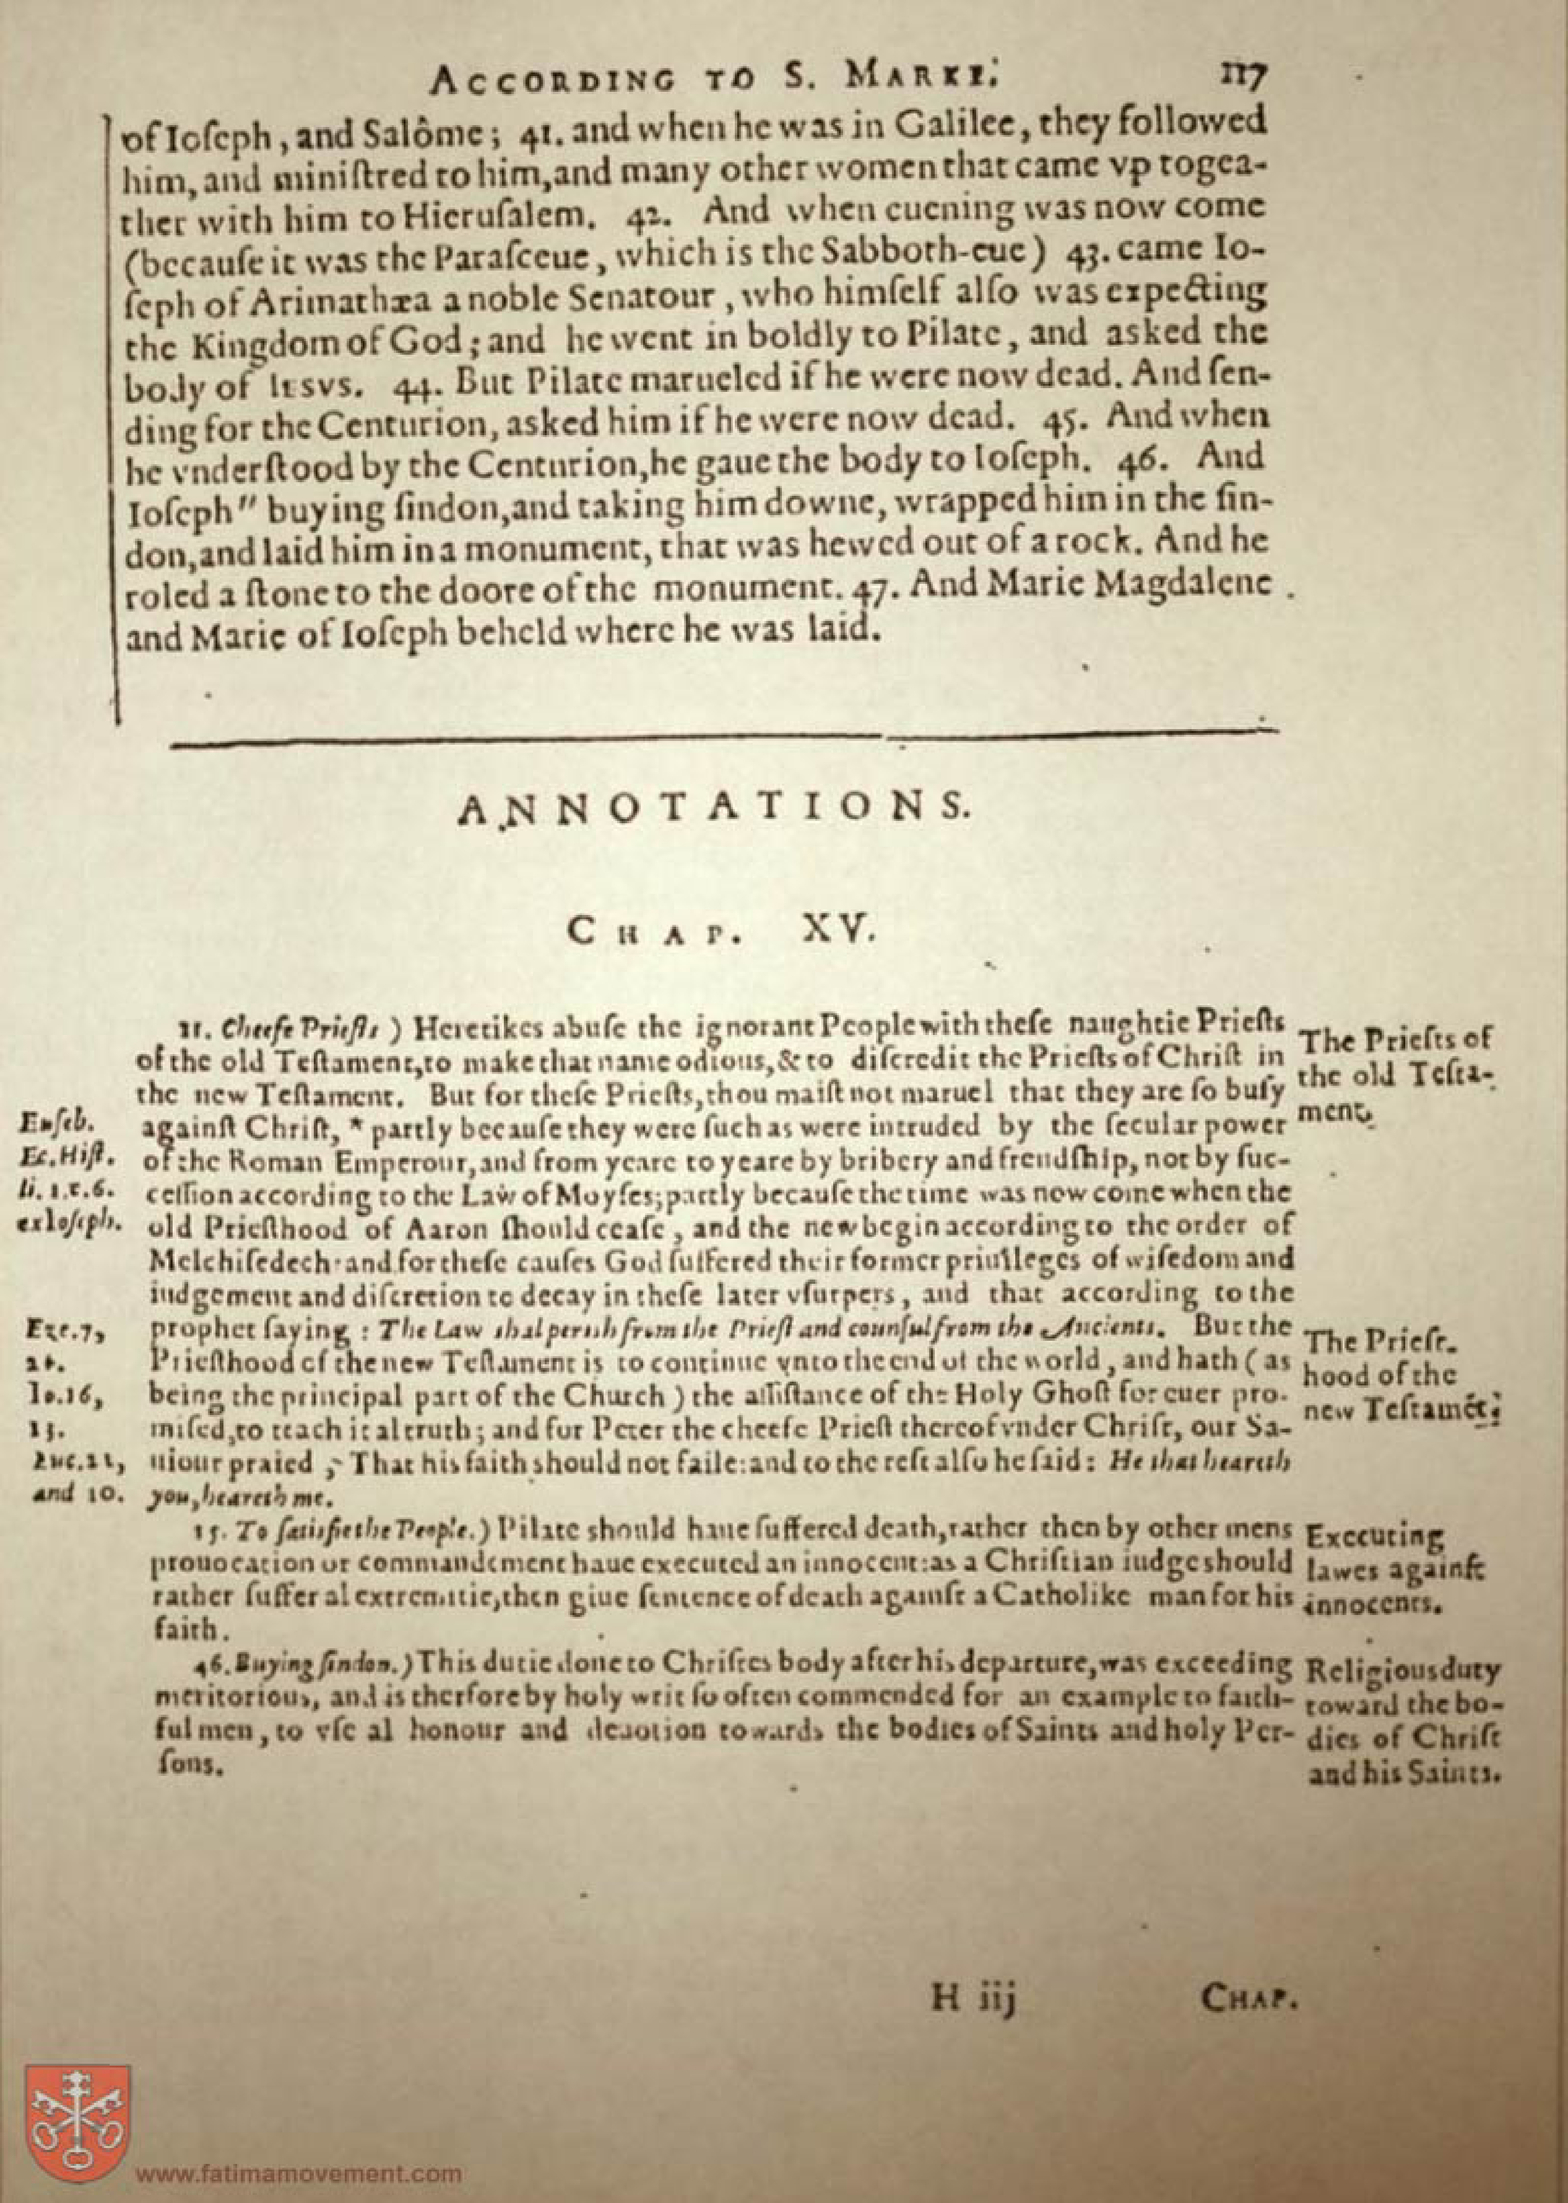 ACCORDING TO S. MARKE. 117
of Ioſeph, and Salôme; 41. and when he was in Galilee, they followed
him, and miniſtred to him, and many other women that came vp togea-
ther with him to Hieruſalem. 42. And when euening was now come
(becauſe it was the Paraſceue, which is the Sabboth-eue) 43. came Io-
ſeph of Arimathæa a noble Senatour, who himſelf alſo was expecting
the Kingdom of God; and he went in boldly to Pilate, and asked the
body of IESVS. 44. But Pilate marueled if he were now dead. And ſen-
ding for the Centurion, asked him if he were now dead. 45. And when
he vnderſtood by the Centurion, he gaue the body to Ioſeph. 46. And
Ioſeph" buying ſindon, and taking him downe, wrapped him in the ſin-
don, and laid him in a monument, that was hewed out of a rock. And he
roled a ſtone to the doore of the monument. 47. And Marie Magdalene
and Marie of Ioſeph beheld where he was laid.
ANNOTATIONS.
CHAP. XV.
11. Cheefe Prieſts) Heretikes abuſe the ignorant People with theſe naughtie Prieſts
of the old Teſtament, to make that name odious, & to diſcredit the Prieſts of Chriſt in
the new Teſtament. But for theſe Prieſts, thou maiſt not maruel that they are ſo buſy
againſt Chriſt, * partly becauſe they were ſuch as were intruded by the ſecular power
of the Roman Emperour, and from yeare to yeare by bribery and frendſhip, not by ſuc-
ceſſion according to the Law of Moyſes; partly becauſe the time was now come when the
old Prieſthood of Aaron ſhould ceaſe, and the new begin according to the order of
Melchiſedech: and for theſe cauſes God ſuffered their former priuileges of wiſedom and
iudgement and diſcretion to decay in theſe later vſurpers, and that according to the
prophet ſaying: The Law shal perish from the Prieſt and counſul from the Ancients. But the
Prieſthood of the new Teſtament is to continue vnto the end of the world, and hath (as
being the principal part of the Church) the aſſiſtance of the Holy Ghoſt for euer pro-
miſed, to teach it al truth; and for Peter the cheefe Prieſt thereof vnder Chriſt, our Sa-
uiour praied, That his faith should not faile: and to the reſt alſo he ſaid: He that heareth
you, heareth me.
15. To ſatisfie the People.) Pilate should haue ſuffered death, rather then by other mens
prouocation or commandement haue executed an innocent: as a Chriſtian iudge should
rather ſuffer al extremitie, then giue ſentence of death againſt a Catholike man for his
faith.
46. Buying ſindon.) This dutie done to Chriſtes body after his departure, was exceeding
meritorious, and is therfore by holy writ ſo often commended for an example to faith-
ful men, to vſe al honour and deuotion towards the bodies of Saints and holy Per-
ſons.
Euſeb.
Ec. Hiſt.
li. 1. c. 6.
ex Ioſeph.
Eze. 7,
26.
Io. 16,
13.
Luc. 22,
and 10.
The Prieſts of
the old Teſta-
ment.
The Prieſt-
hood of the
new Teſtamēt.
Executing
lawes againſt
innocents.
Religious duty
toward the bo-
dies of Chriſt
and his Saints.
H iij CHAP.
www.fatimamovement.com